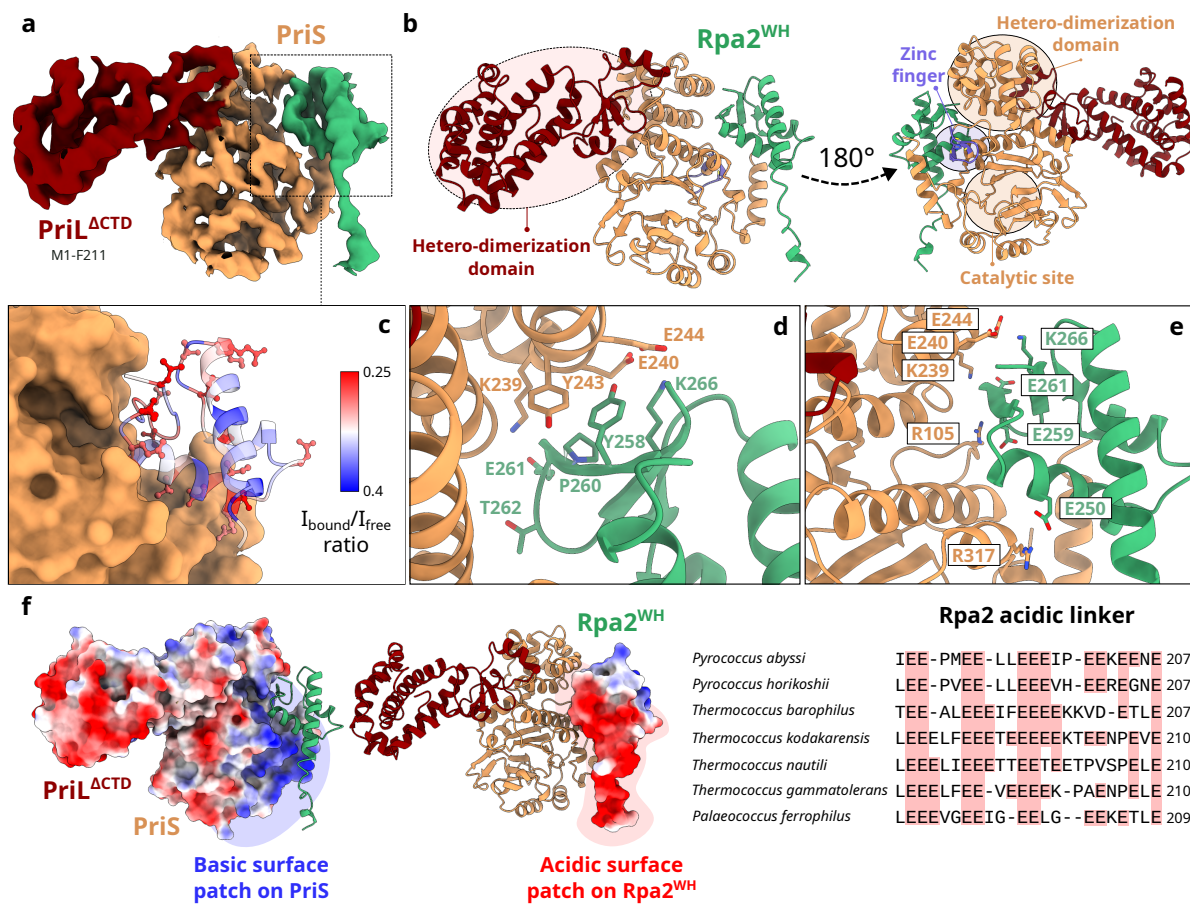 a
PriS
PriL^ΔCTD
M1-F211
b
Rpa2^WH
Hetero-dimerization
domain
180°
Hetero-dimerization
domain
Zinc
finger
Catalytic site
c
0.25
0.4
I_bound/I_free
ratio
d
E244
E240
K239
Y243
K266
Y258
E261
P260
T262
e
E244
E240
K239
K266
E261
R105
E259
E250
R317
f
PriL^ΔCTD
PriS
Basic surface
patch on PriS
Rpa2^WH
Acidic surface
patch on Rpa2^WH
Rpa2 acidic linker
Pyrococcus abyssi IEE-PMEE-LLEEEIP-EEKEENE 207
Pyrococcus horikoshii LEE-PVEE-LLEEEVH-EEREGNE 207
Thermococcus barophilus TEE-ALEEEIFEEEEKKVD-ETLE 207
Thermococcus kodakarensis LEEELFEEETEEEEEKTEENPEVE 210
Thermococcus nautili LEEELIEEETTEETEETPVSPELE 210
Thermococcus gammatolerans LEEELFEE-VEEEEK-PAENPELE 210
Palaeococcus ferrophilus LEEEVGEEIG-EELG--EEKETLE 209